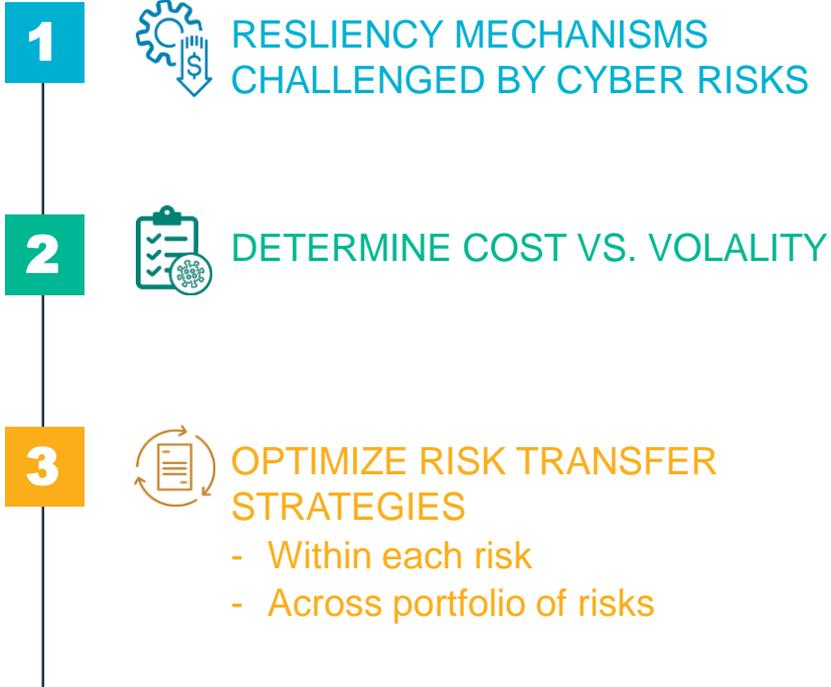 1
RESLIENCY MECHANISMS
CHALLENGED BY CYBER RISKS
$
2
DETERMINE COST VS. VOLALITY
3
OPTIMIZE RISK TRANSFER
STRATEGIES
- Within each risk
- Across portfolio of risks